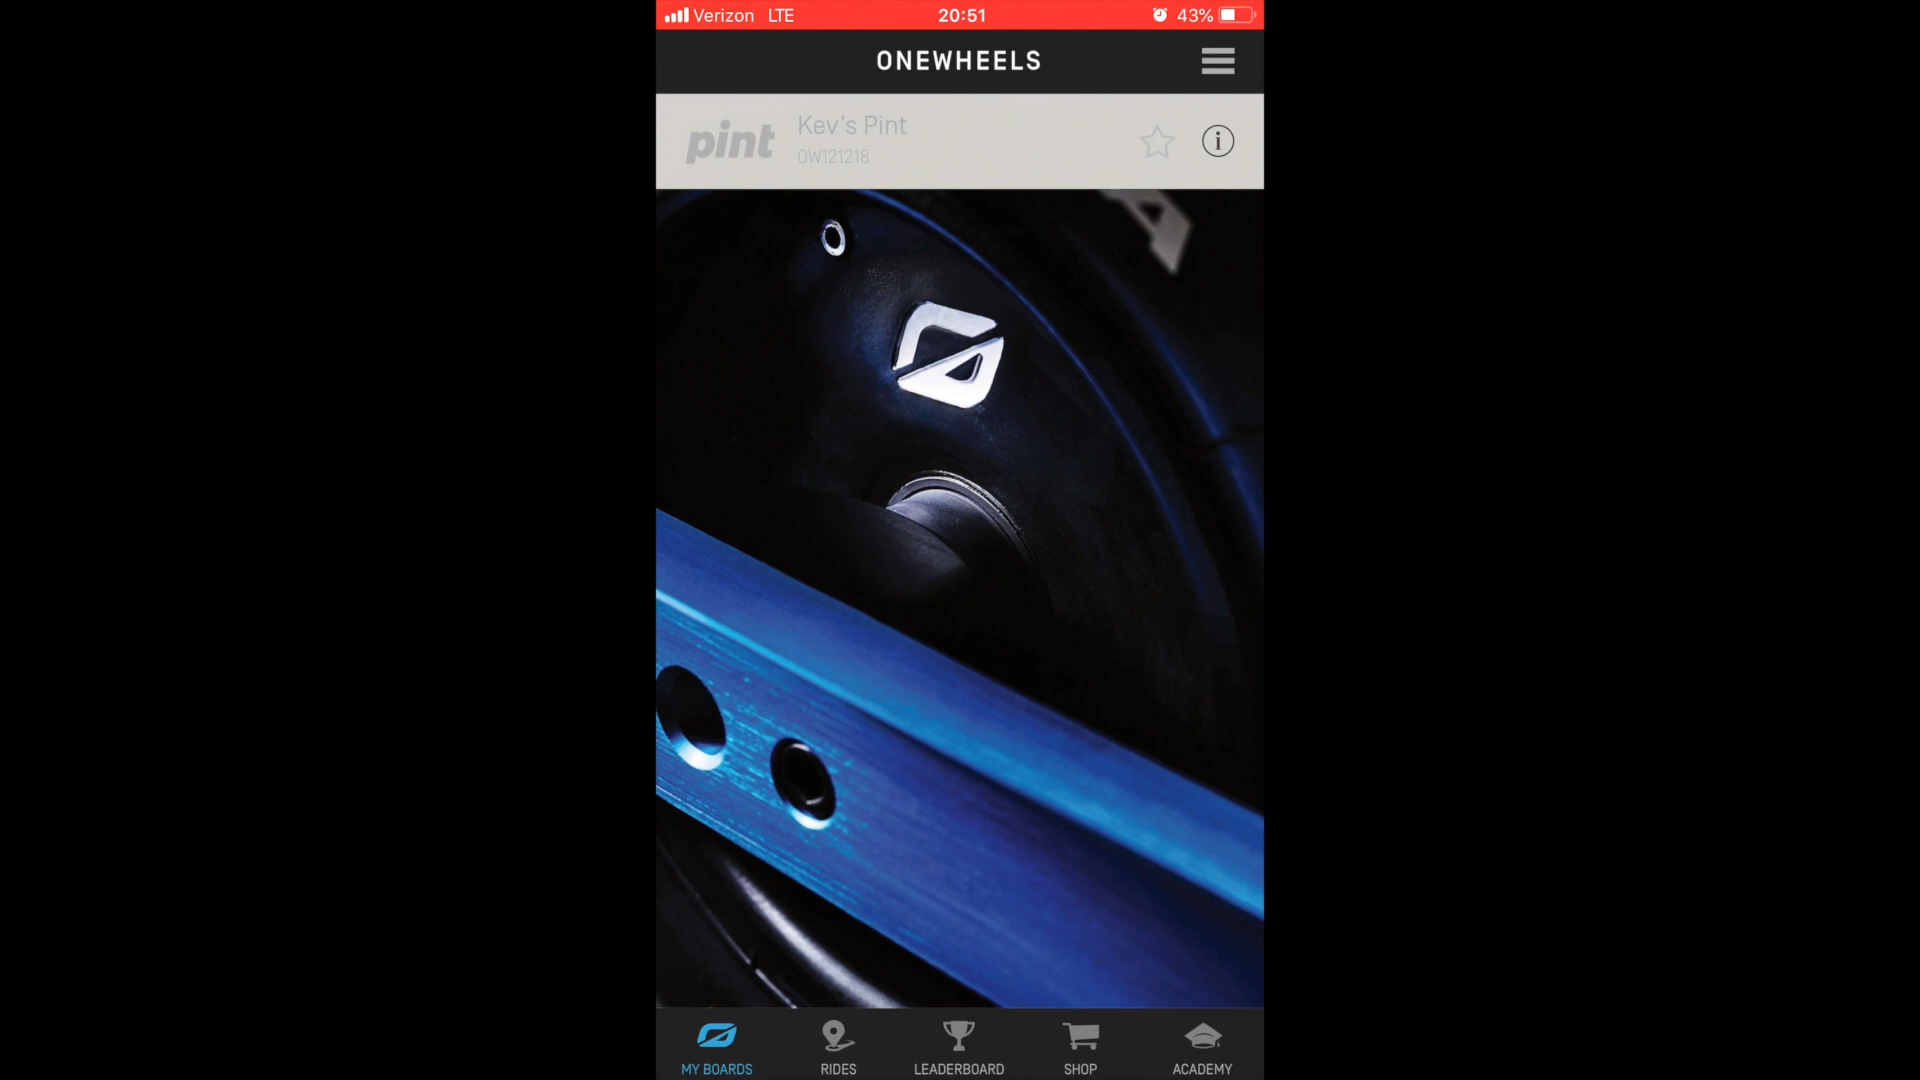 Verizon LTE 20:51 43%
ONEWHEELS
pint
Kev's Pint
OW121218
MY BOARDS RIDES LEADERBOARD SHOP ACADEMY